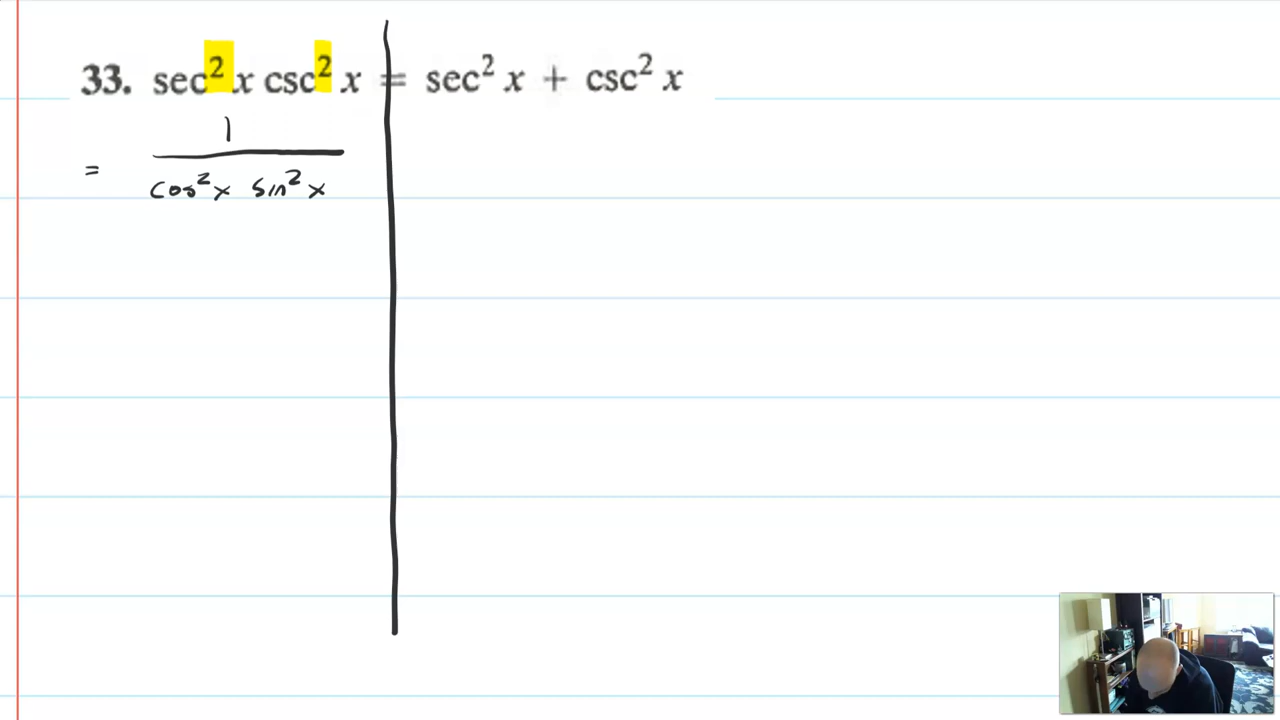 33. sec² x csc² x = sec² x + csc² x
1
= cos² x sin² x